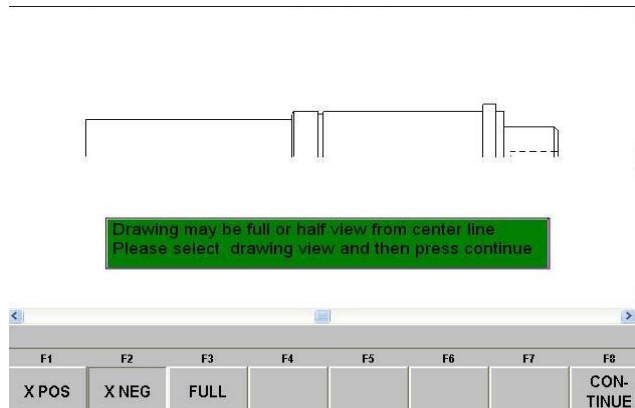 Drawing may be full or half view from center line
Please select drawing view and then press continue
F1 F2 F3 F4 F5 F6 F7 F8
X POS X NEG FULL CON-
TINUE